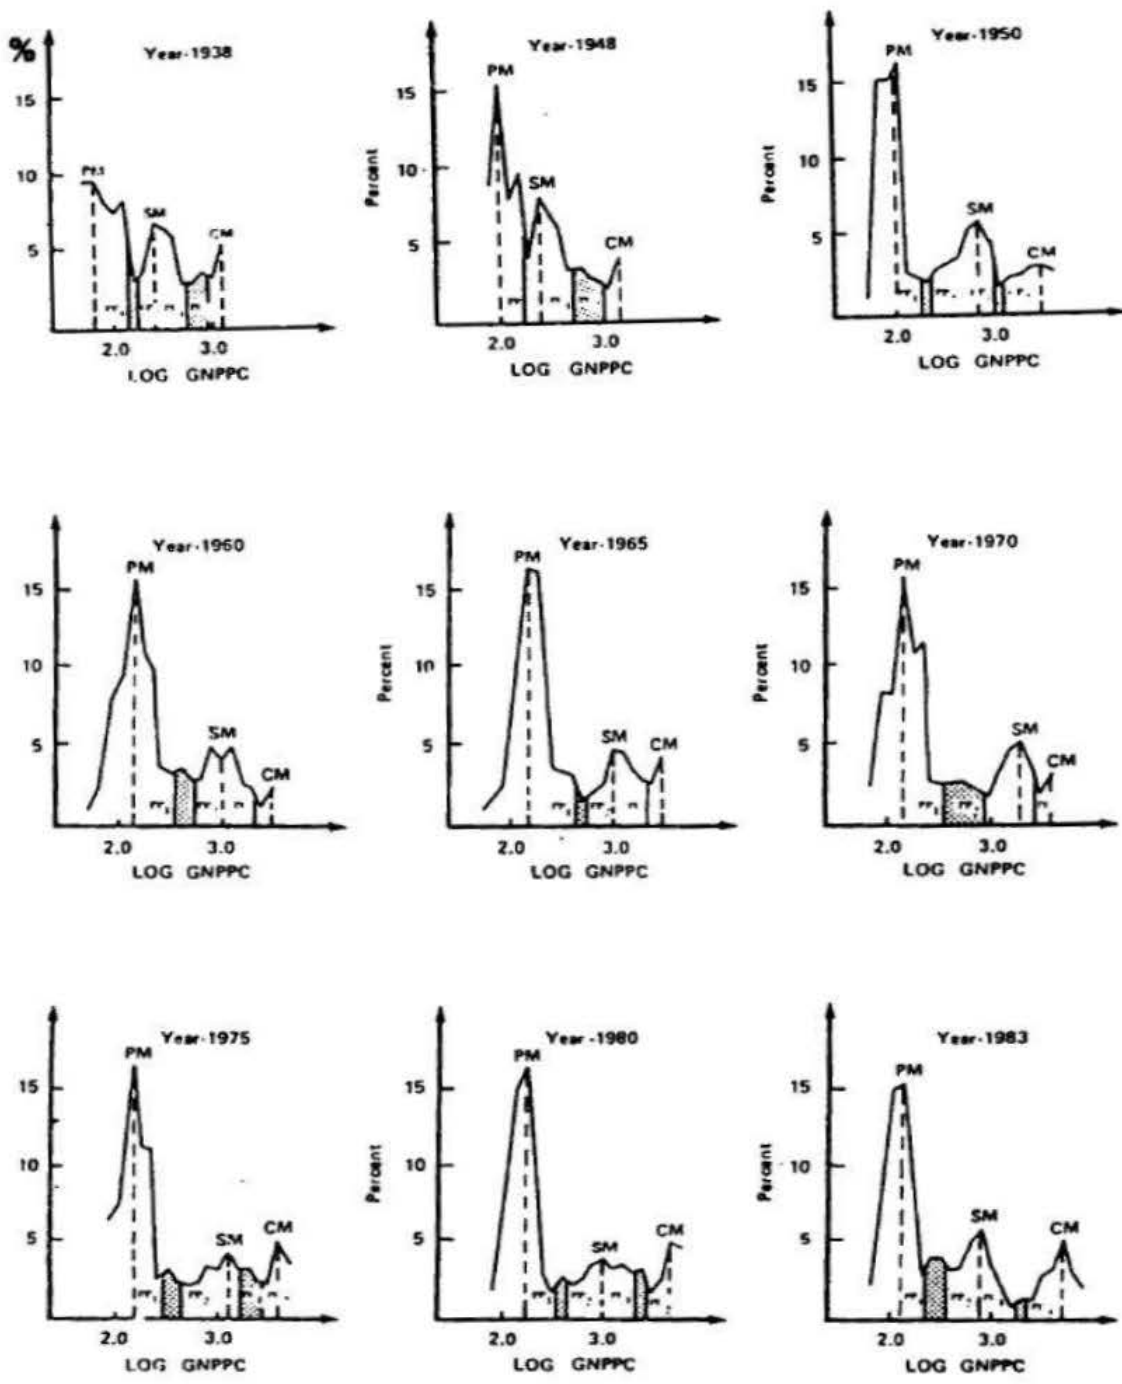 %
Year-1938
15
10
5
SM
CM
2.0
3.0
LOG GNPPC
Year-1948
PM
Percent
15
10
5
SM
CM
2.0
3.0
LOG GNPPC
Year-1950
PM
Percent
15
10
5
SM
CM
2.0
3.0
LOG GNPPC
Year-1960
PM
15
10
5
SM
CM
2.0
3.0
LOG GNPPC
Year-1965
PM
Percent
15
10
5
SM
CM
2.0
3.0
LOG GNPPC
Year-1970
PM
Percent
15
10
5
SM
CM
2.0
3.0
LOG GNPPC
Year-1975
PM
15
10
5
SM
CM
2.0
3.0
LOG GNPPC
Year-1980
PM
Percent
15
10
5
SM
CM
2.0
3.0
LOG GNPPC
Year-1983
PM
Percent
15
10
5
SM
CM
2.0
3.0
LOG GNPPC